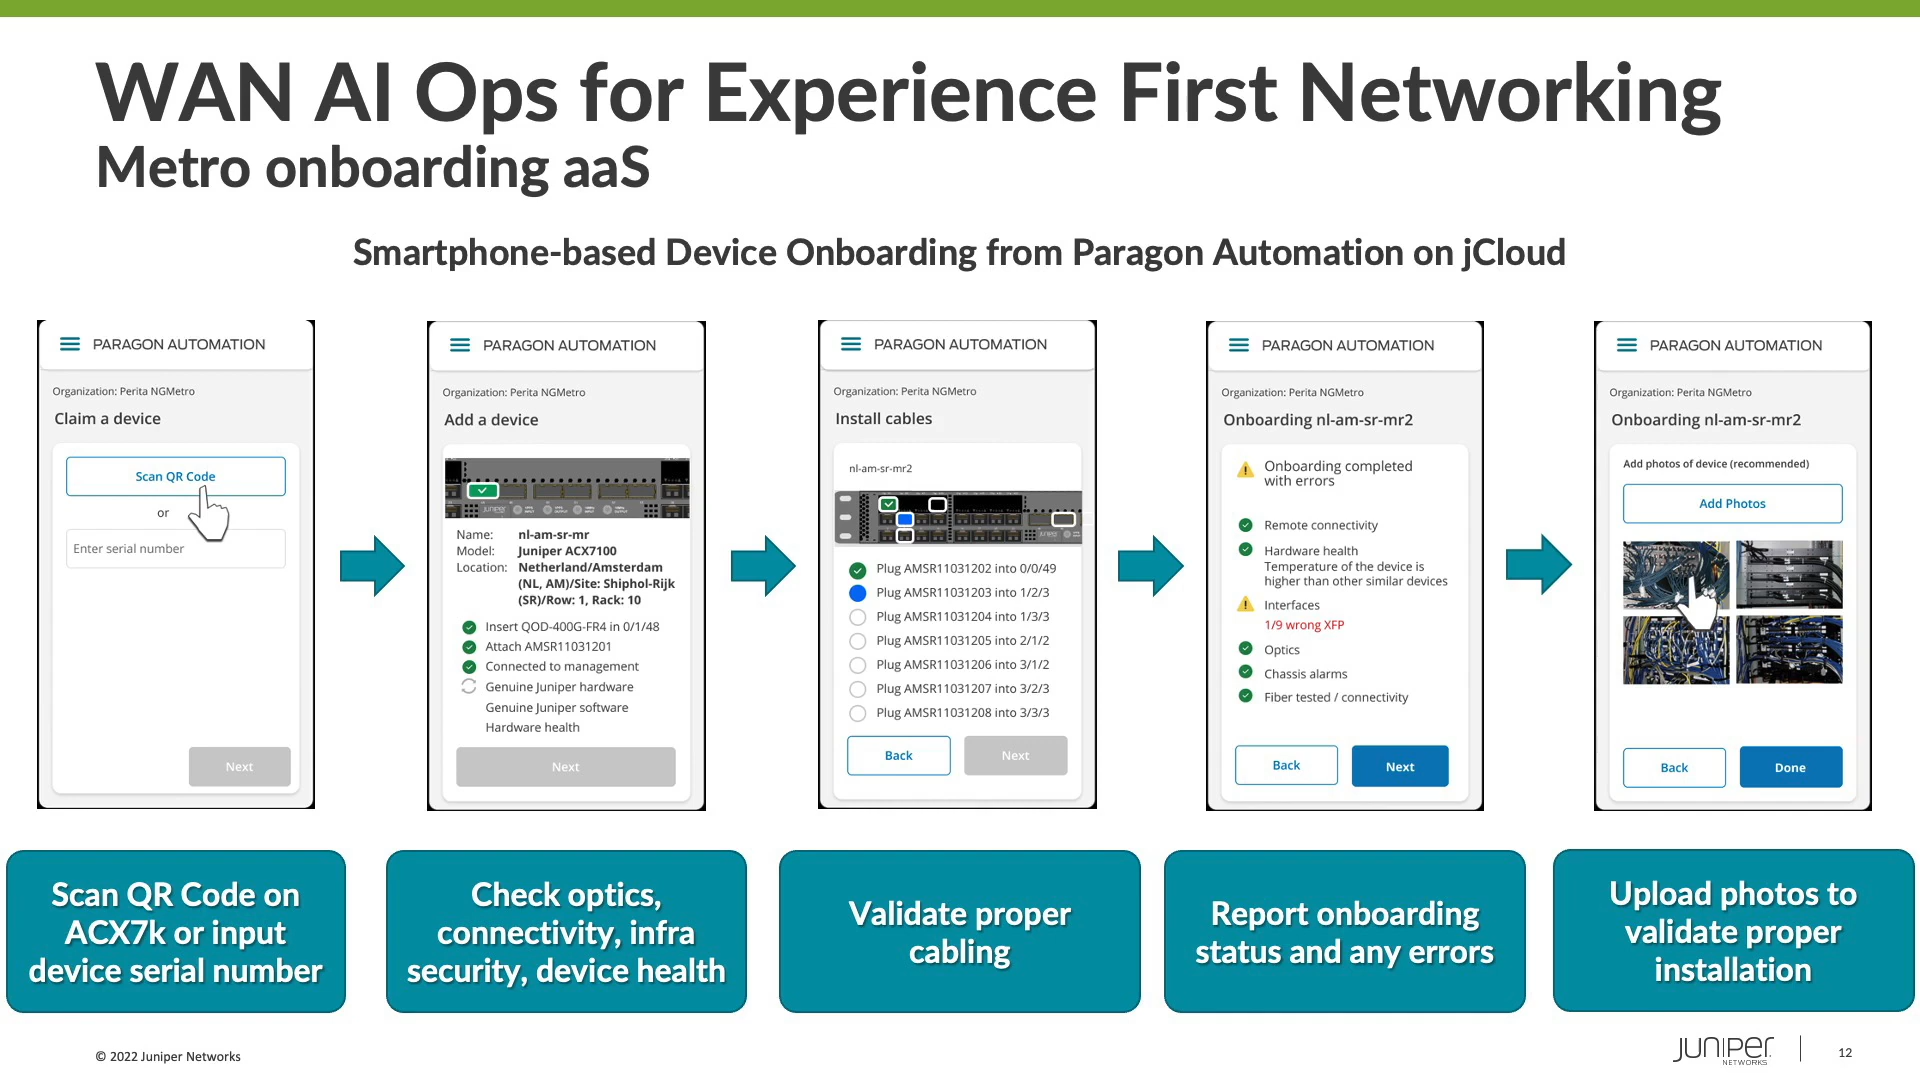 WAN AI Ops for Experience First Networking
Metro onboarding aaS
Smartphone-based Device Onboarding from Paragon Automation on jCloud
PARAGON AUTOMATION
Organization: Perita NGMetro
Claim a device
Scan QR Code
or
Enter serial number
Next
PARAGON AUTOMATION
Organization: Perita NGMetro
Add a device
Juniper
Name: nl-am-sr-mr
Model: Juniper ACX7100
Location: Netherland/Amsterdam
(NL, AM)/Site: Shiphol-Rijk
(SR)/Row: 1, Rack: 10
Insert QOD-400G-FR4 in 0/1/48
Attach AMSR11031201
Connected to management
Genuine Juniper hardware
Genuine Juniper software
Hardware health
Next
PARAGON AUTOMATION
Organization: Perita NGMetro
Install cables
nl-am-sr-mr2
Plug AMSR11031202 into 0/0/49
Plug AMSR11031203 into 1/2/3
Plug AMSR11031204 into 1/3/3
Plug AMSR11031205 into 2/1/2
Plug AMSR11031206 into 3/1/2
Plug AMSR11031207 into 3/2/3
Plug AMSR11031208 into 3/3/3
Back
Next
PARAGON AUTOMATION
Organization: Perita NGMetro
Onboarding nl-am-sr-mr2
Onboarding completed
with errors
Remote connectivity
Hardware health
Temperature of the device is
higher than other similar devices
Interfaces
1/9 wrong XFP
Optics
Chassis alarms
Fiber tested / connectivity
Back
Next
PARAGON AUTOMATION
Organization: Perita NGMetro
Onboarding nl-am-sr-mr2
Add photos of device (recommended)
Add Photos
Back
Done
Scan QR Code on
ACX7k or input
device serial number
Check optics,
connectivity, infra
security, device health
Validate proper
cabling
Report onboarding
status and any errors
Upload photos to
validate proper
installation
© 2022 Juniper Networks
JUNIPER
NETWORKS
12